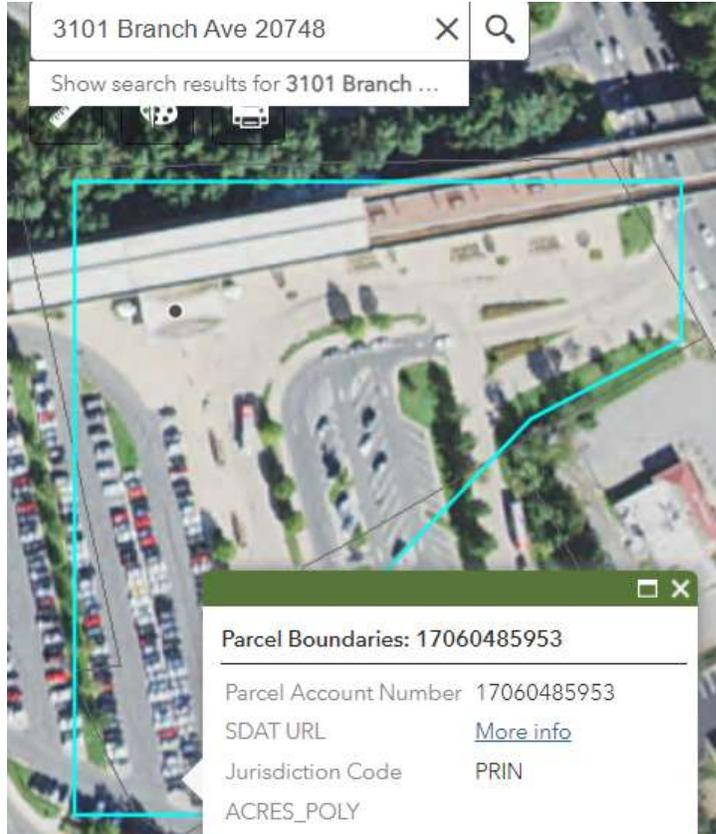 3101 Branch Ave 20748
Show search results for 3101 Branch ...
Parcel Boundaries: 17060485953
Parcel Account Number 17060485953
SDAT URL More info
Jurisdiction Code PRIN
ACRES_POLY